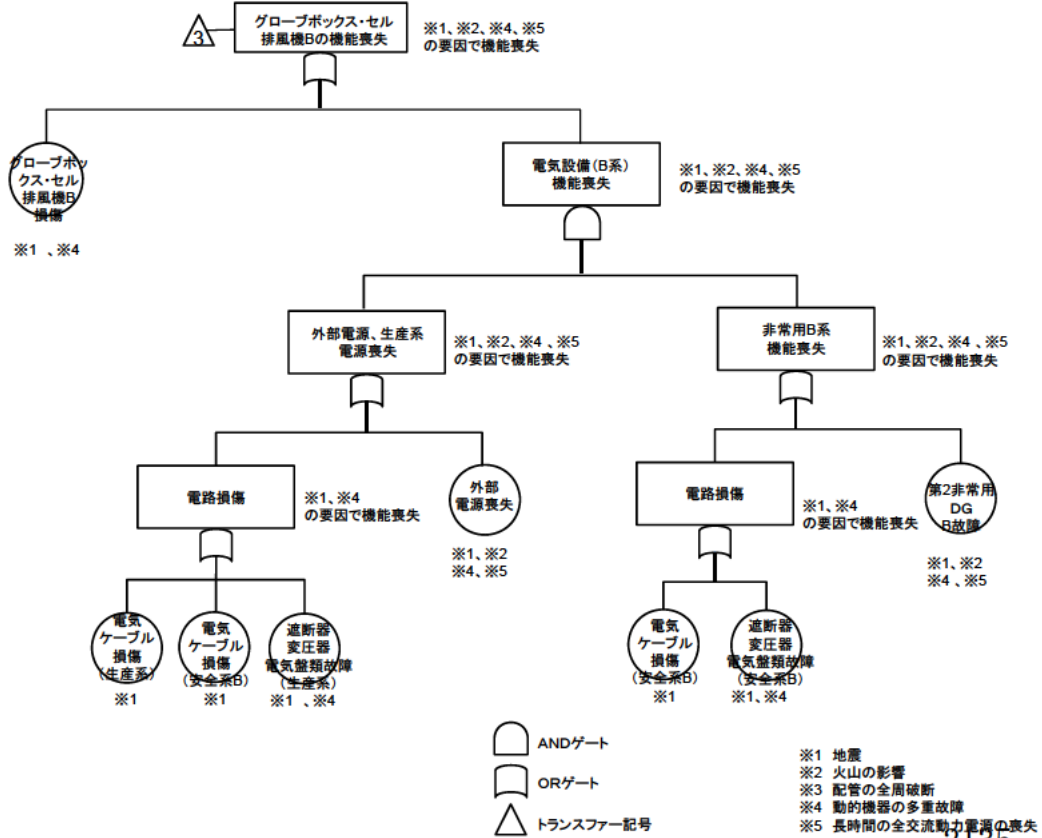 3
グローブボックス・セル
排風機Bの機能喪失
※1、※2、※4、※5
の要因で機能喪失
グローブボッ
クス・セル
排風機B
損傷
※1 、※4
電気設備(B系)
機能喪失
※1、※2、※4、※5
の要因で機能喪失
外部電源、生産系
電源喪失
※1、※2、※4 、※5
の要因で機能喪失
非常用B系
機能喪失
※1、※2、※4 、※5
の要因で機能喪失
電路損傷
※1、※4
の要因で機能喪失
外部
電源喪失
※1、※2
※4、※5
電路損傷
※1、※4
の要因で機能喪失
第2非常用
DG
B故障
※1、※2
※4 、※5
電気
ケーブル
損傷
(生産系)
※1
電気
ケーブル
損傷
(安全系B)
※1
遮断器
変圧器
電気盤類故障
(生産系)
※1 、※4
電気
ケーブル
損傷
(安全系B)
※1
遮断器
変圧器
電気盤類故障
(安全系B)
※1、※4
ANDゲート
ORゲート
トランスファー記号
※1 地震
※2 火山の影響
※3 配管の全周破断
※4 動的機器の多重故障
※5 長時間の全交流動力電源の喪失